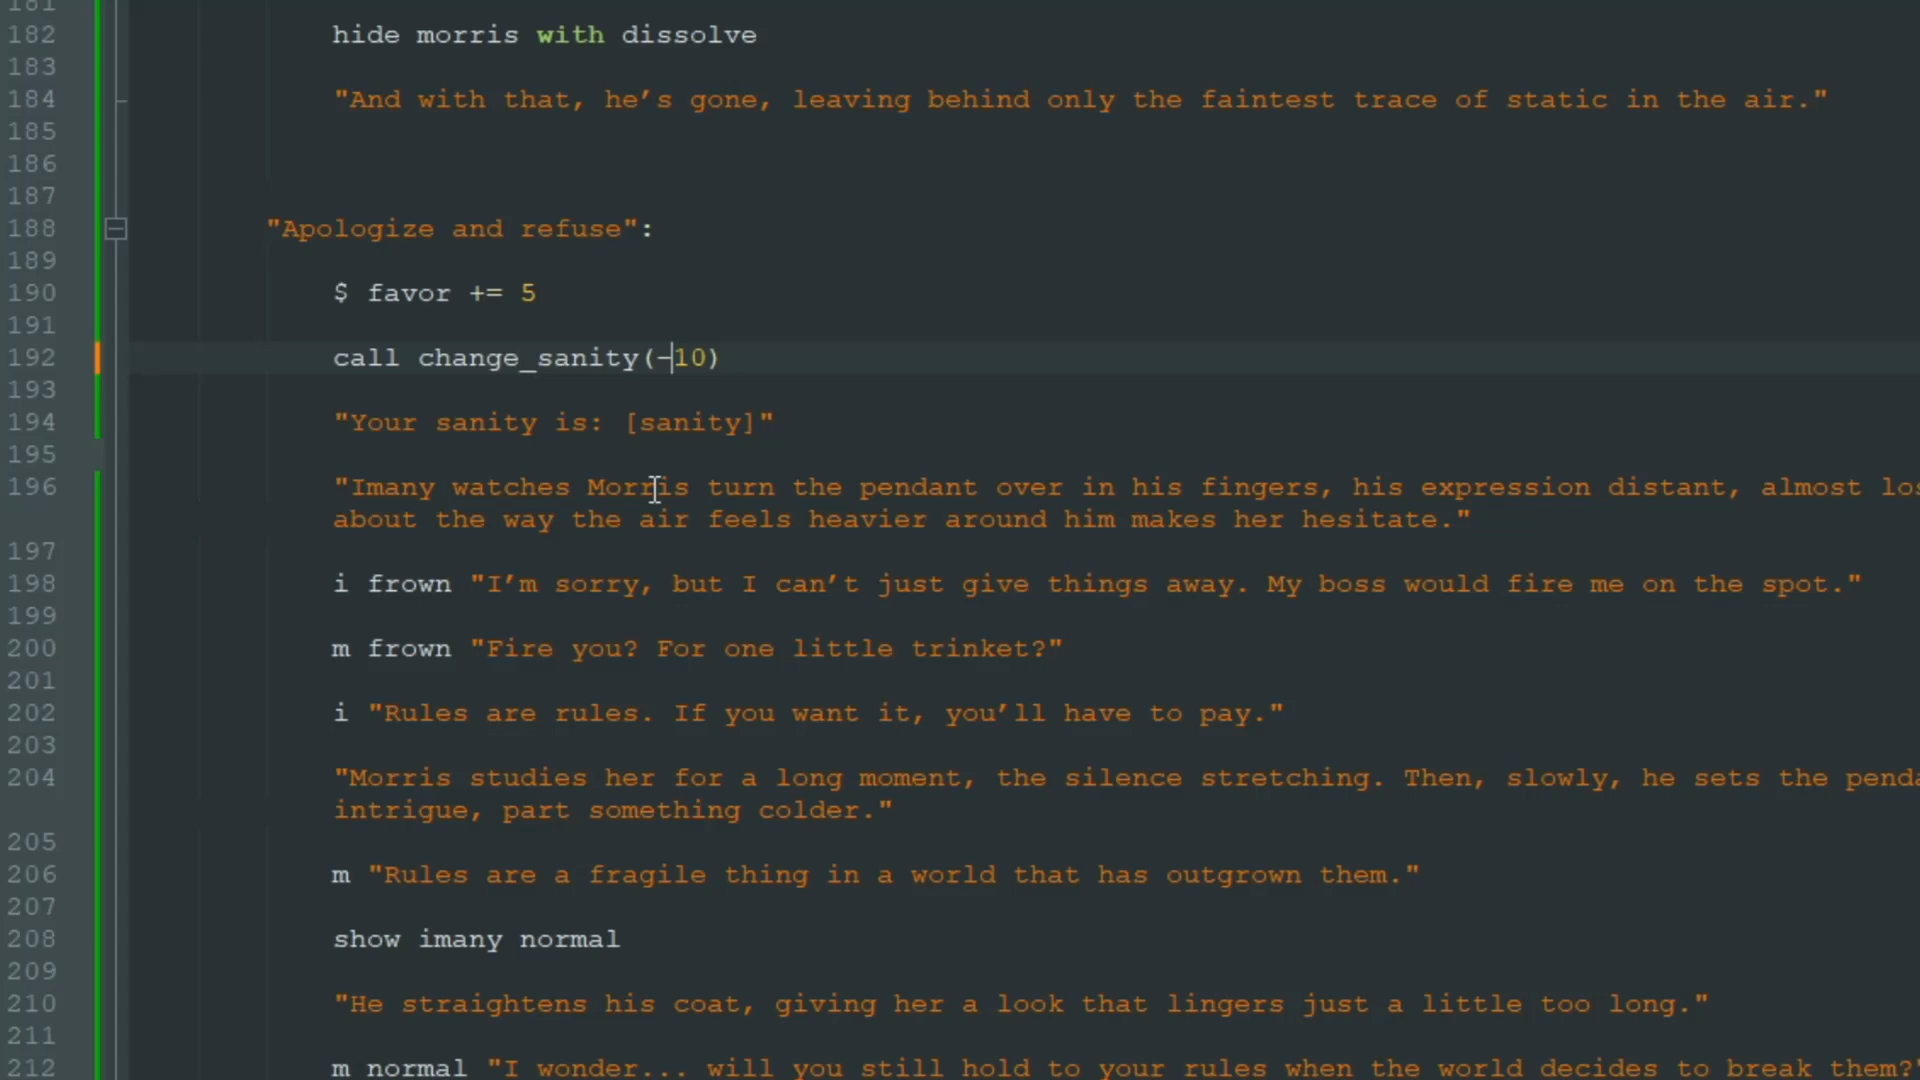 181
182 hide morris with dissolve
183
184 "And with that, he’s gone, leaving behind only the faintest trace of static in the air."
185
186
187
188 "Apologize and refuse":
189
190 $ favor += 5
191
192 call change_sanity(-10)
193
194 "Your sanity is: [sanity]"
195
196 "Imany watches Morris turn the pendant over in his fingers, his expression distant, almost
about the way the air feels heavier around him makes her hesitate."
197
198 i frown "I’m sorry, but I can’t just give things away. My boss would fire me on the spot."
199
200 m frown "Fire you? For one little trinket?"
201
202 i "Rules are rules. If you want it, you’ll have to pay."
203
204 "Morris studies her for a long moment, the silence stretching. Then, slowly, he sets the
intrigue, part something colder."
205
206 m "Rules are a fragile thing in a world that has outgrown them."
207
208 show imany normal
209
210 "He straightens his coat, giving her a look that lingers just a little too long."
211
212 m normal "I wonder... will you still hold to your rules when the world decides to break them?"